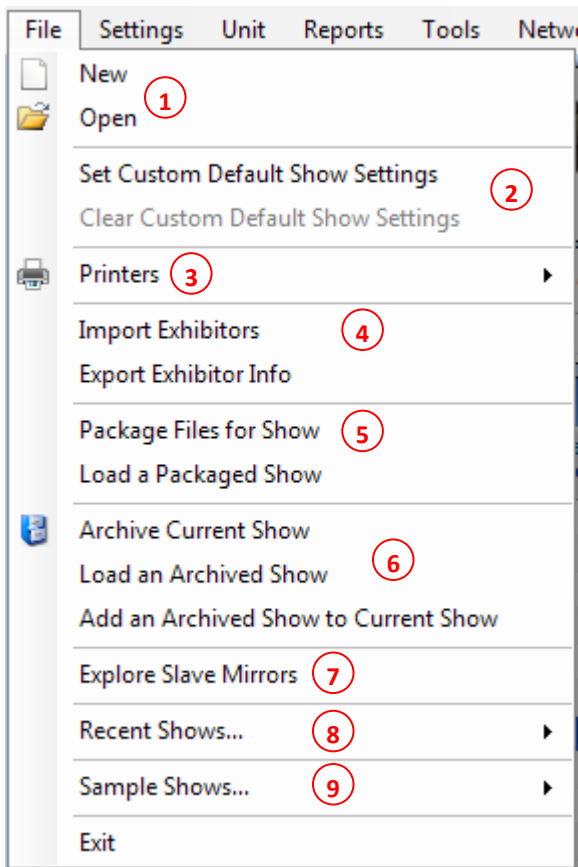 File Settings Unit Reports Tools Netw
New
1
Open
Set Custom Default Show Settings
2
Clear Custom Default Show Settings
Printers 3
Import Exhibitors 4
Export Exhibitor Info
Package Files for Show 5
Load a Packaged Show
Archive Current Show
Load an Archived Show 6
Add an Archived Show to Current Show
Explore Slave Mirrors 7
Recent Shows... 8
Sample Shows... 9
Exit